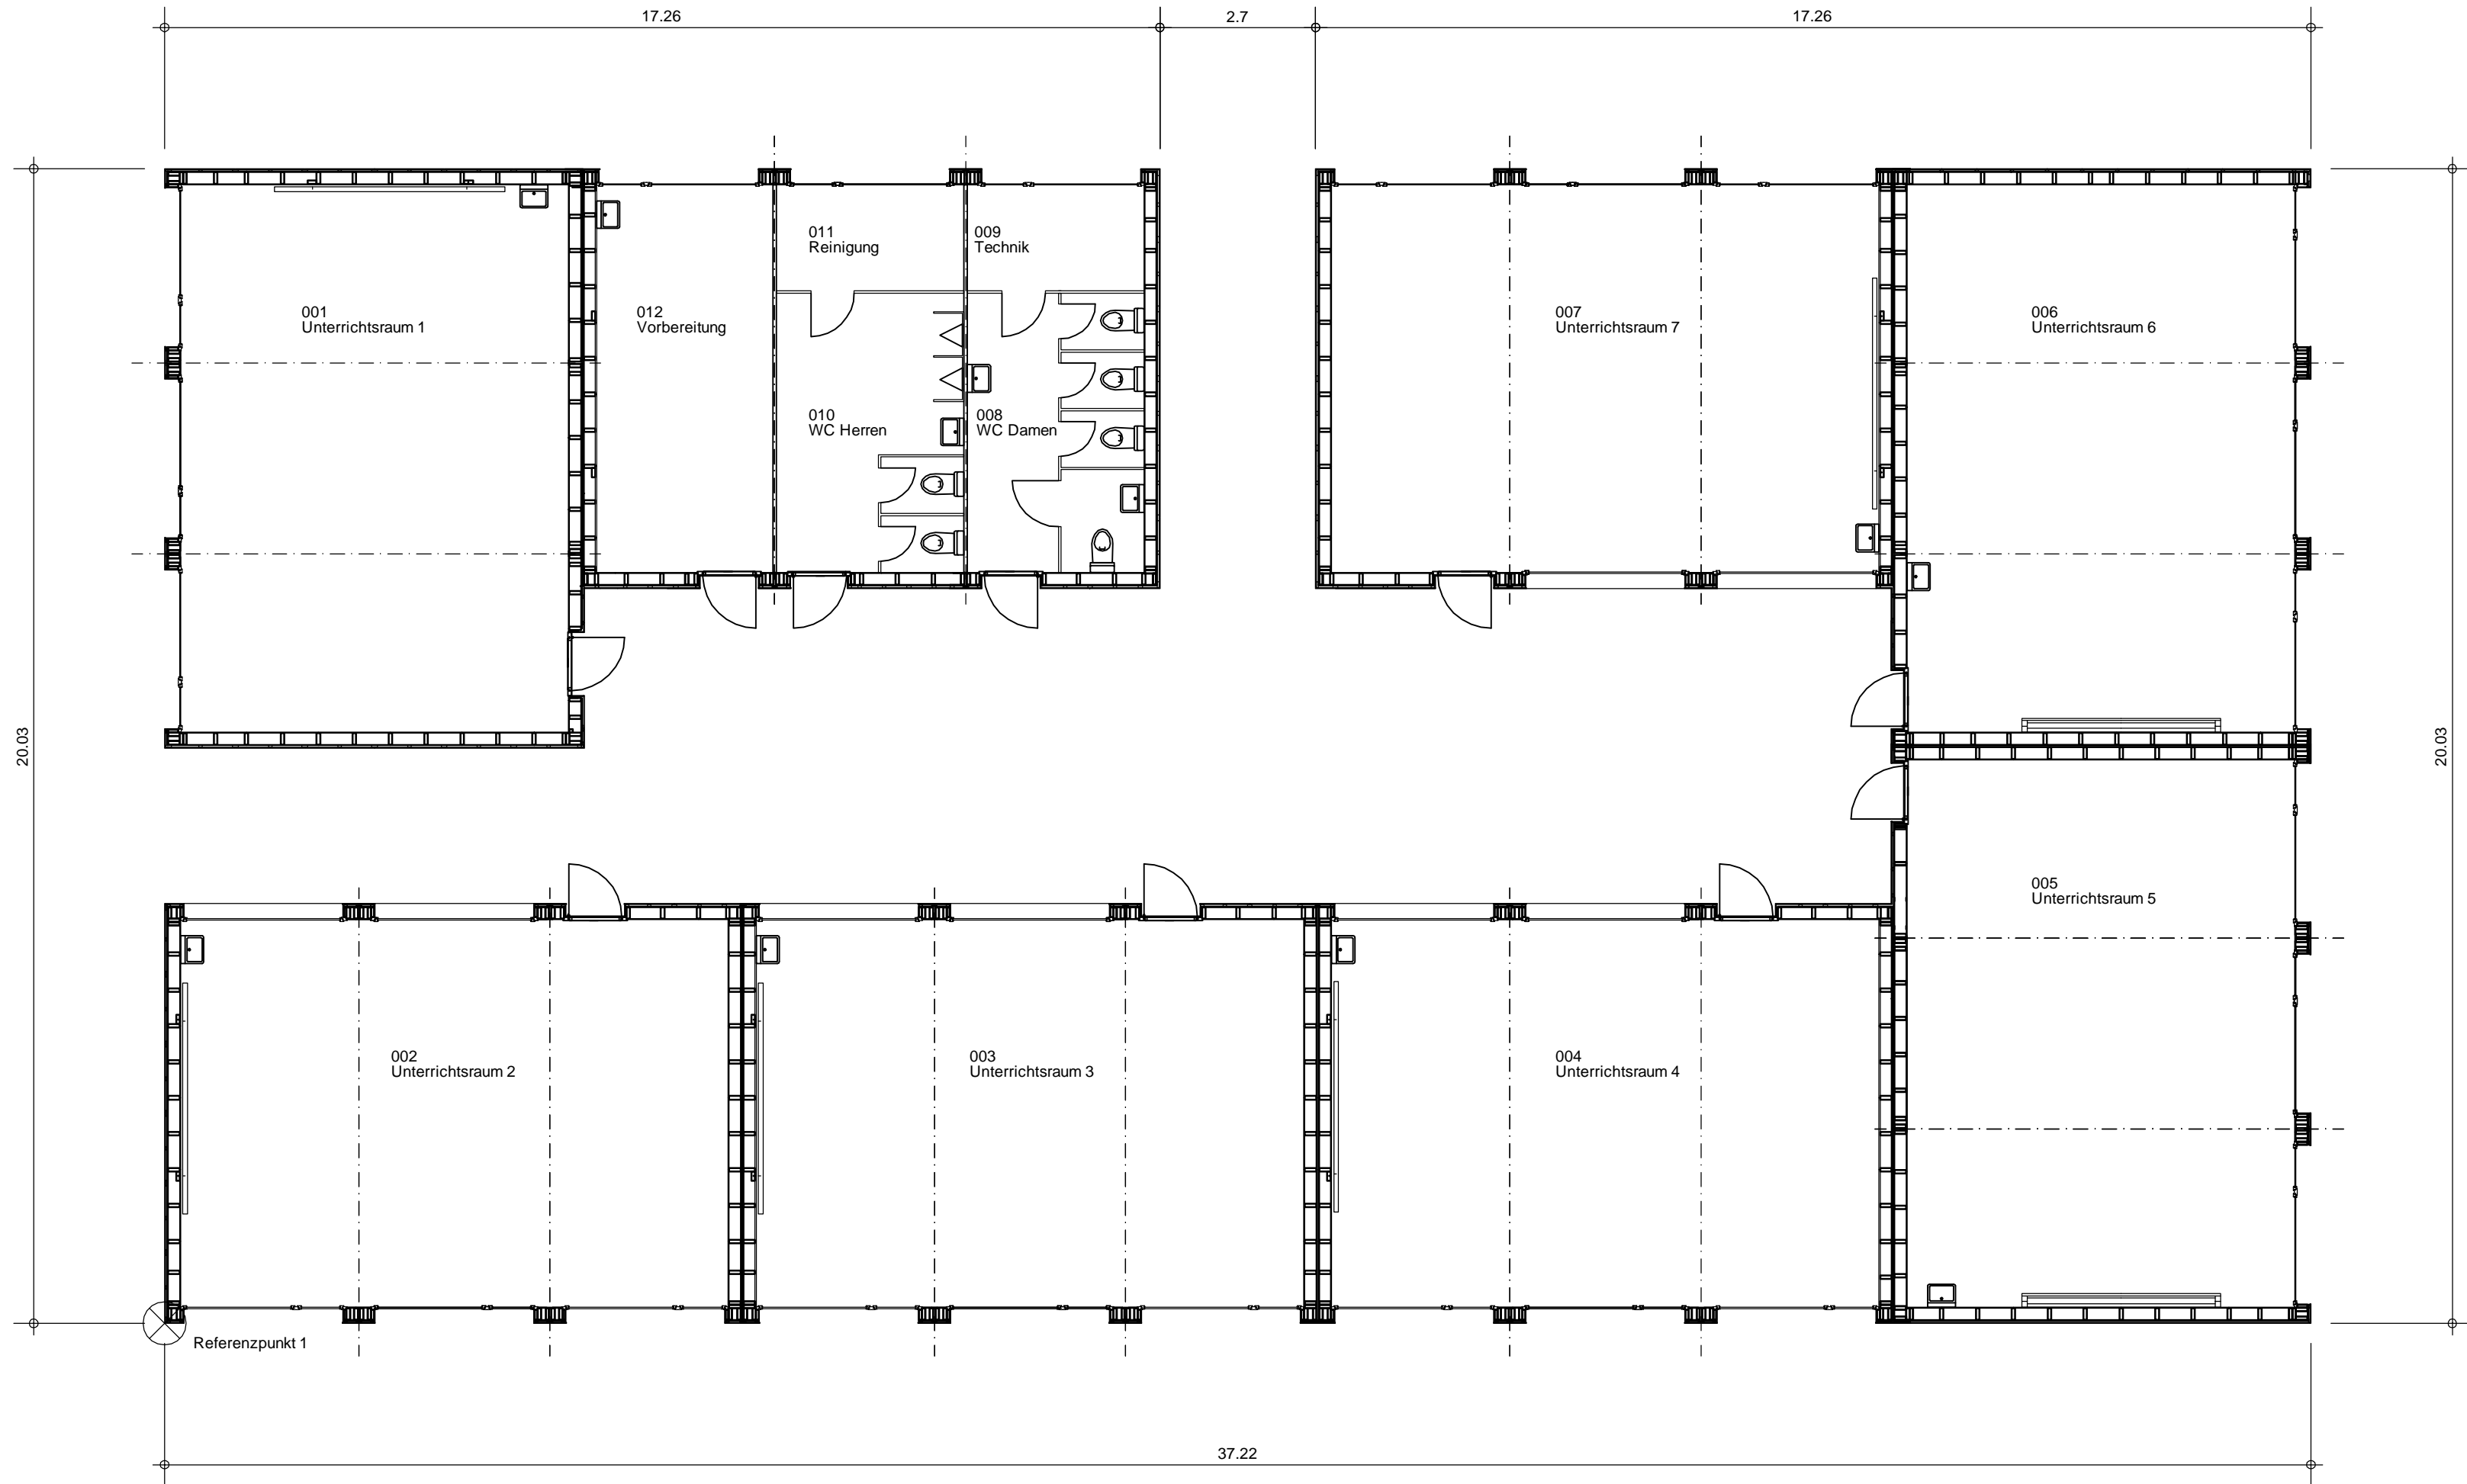 17.26
2.7
17.26
011
Reinigung
009
Technik
001
Unterrichtsraum 1
012
Vorbereitung
007
Unterrichtsraum 7
006
Unterrichtsraum 6
010
WC Herren
008
WC Damen
20.03
20.03
005
Unterrichtsraum 5
002
Unterrichtsraum 2
003
Unterrichtsraum 3
004
Unterrichtsraum 4
Referenzpunkt 1
37.22